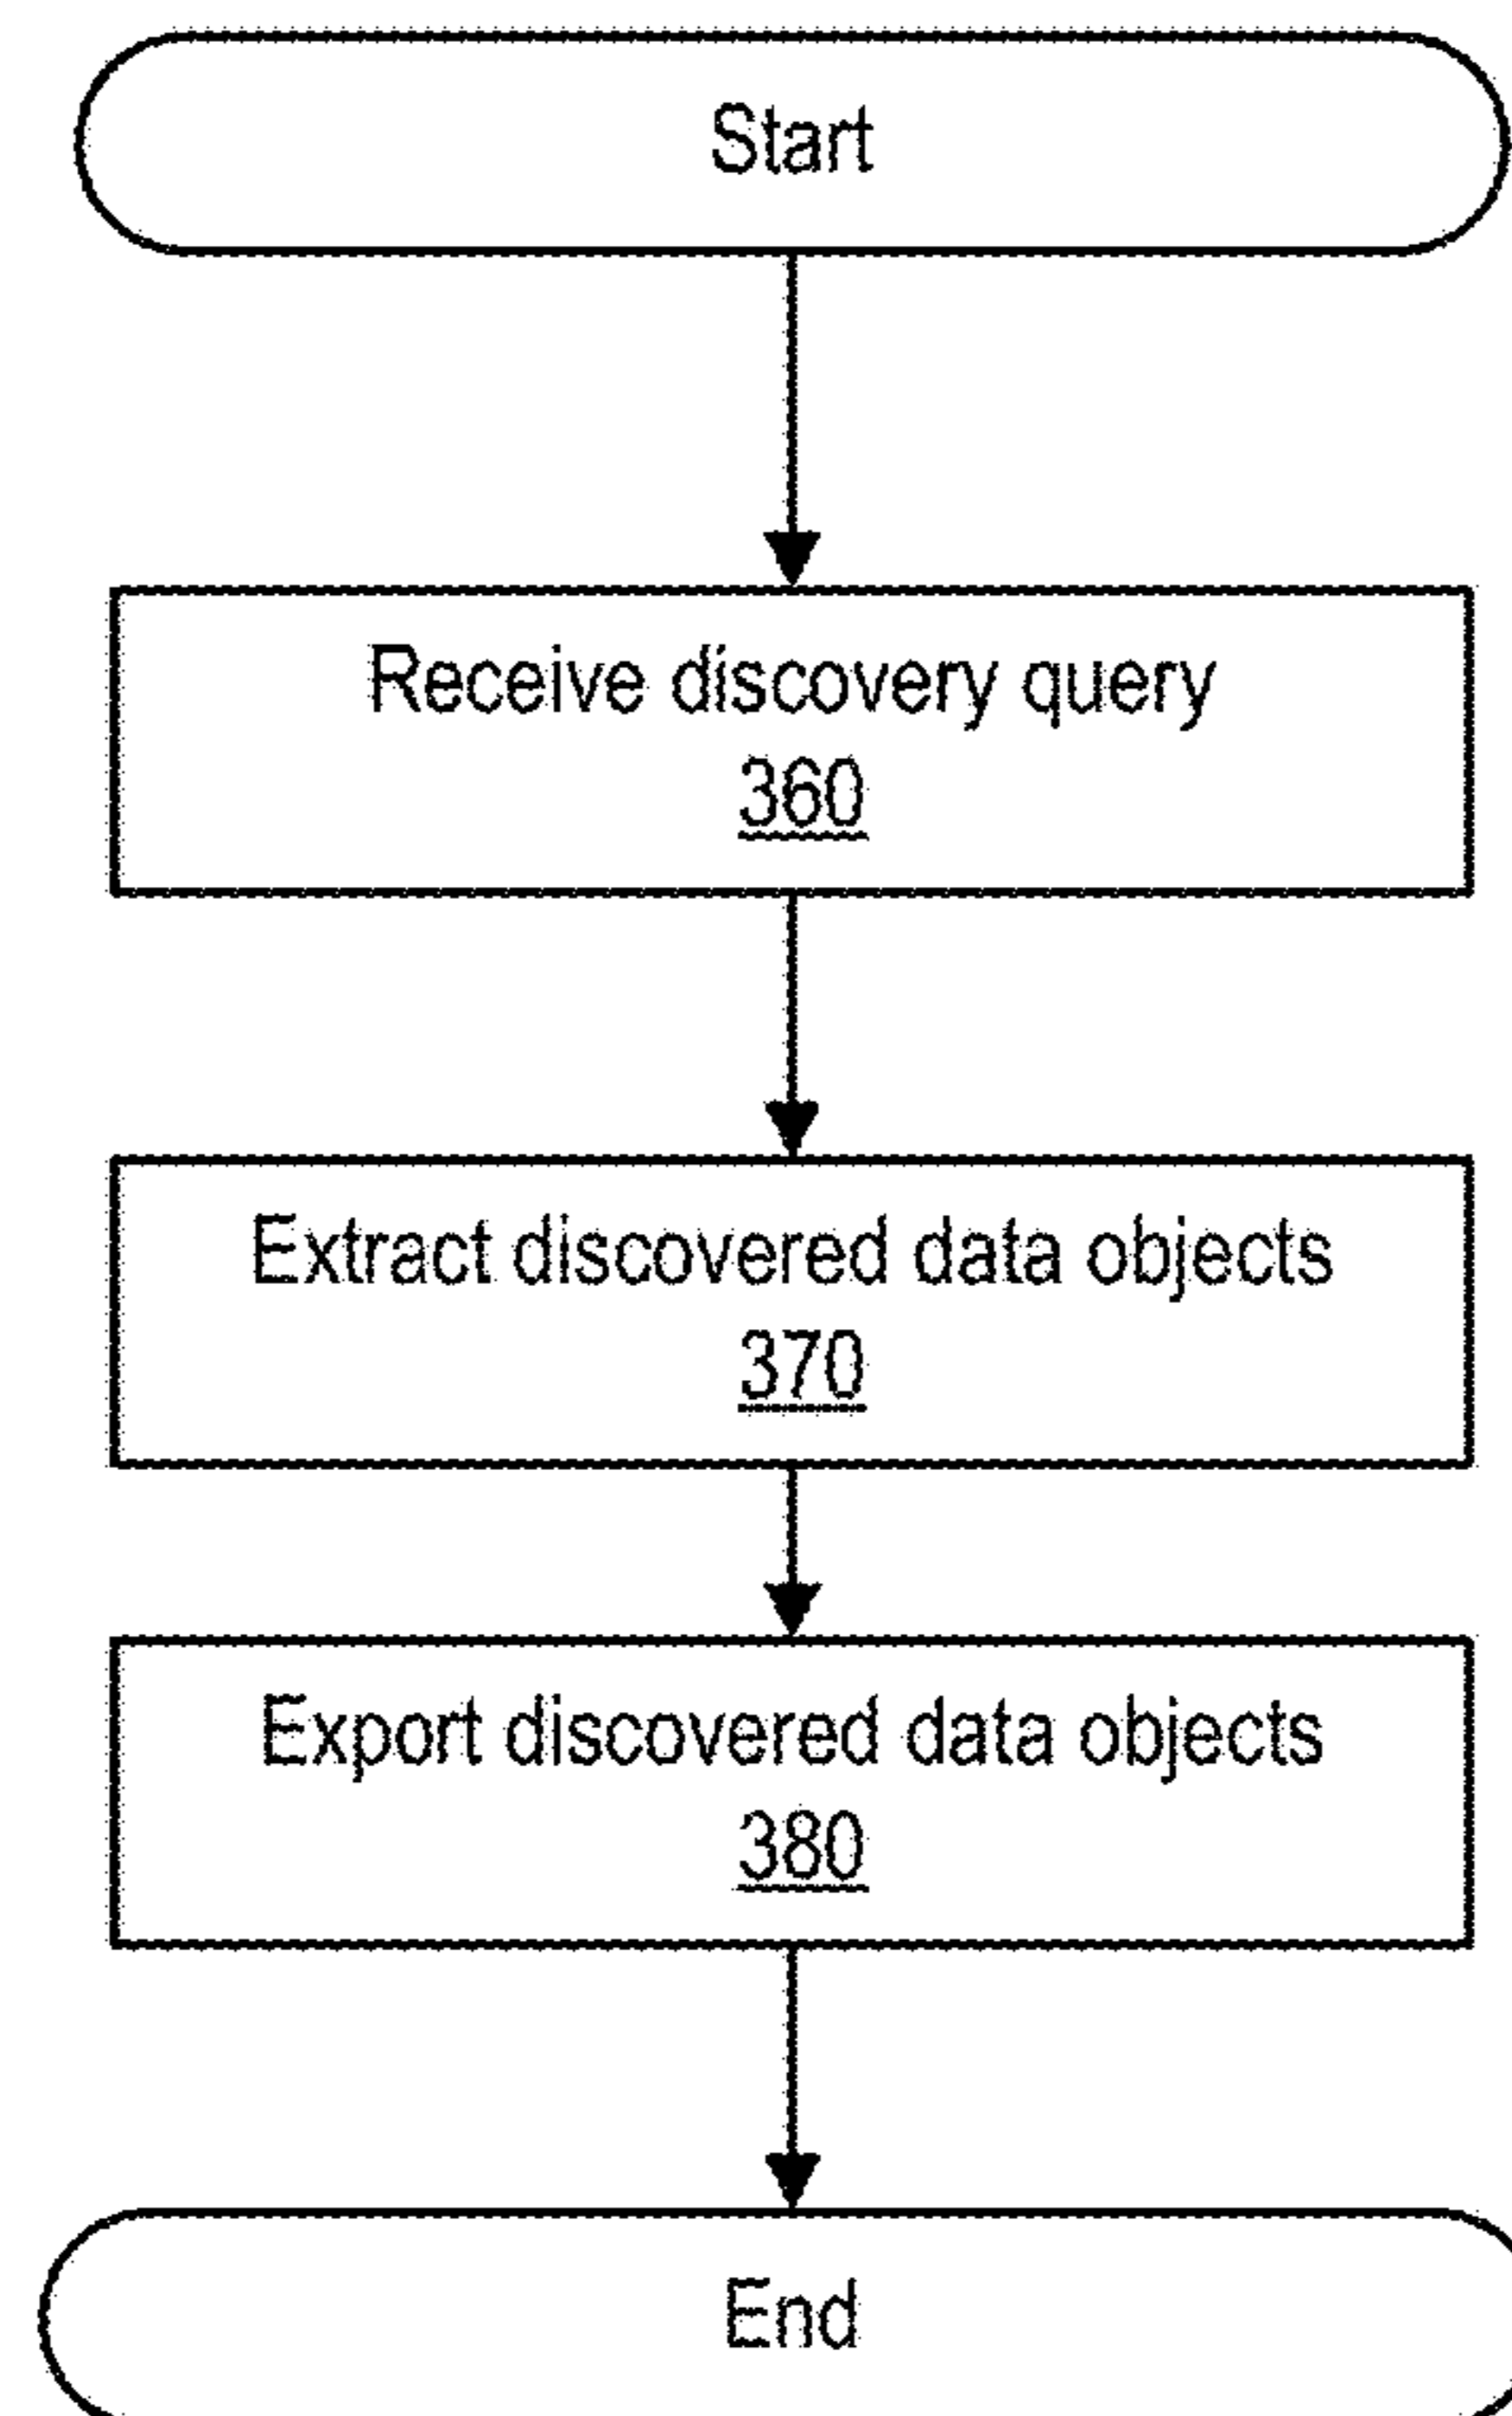 Start
Receive discovery query
360
Extract discovered data objects
370
Export discovered data objects
380
End